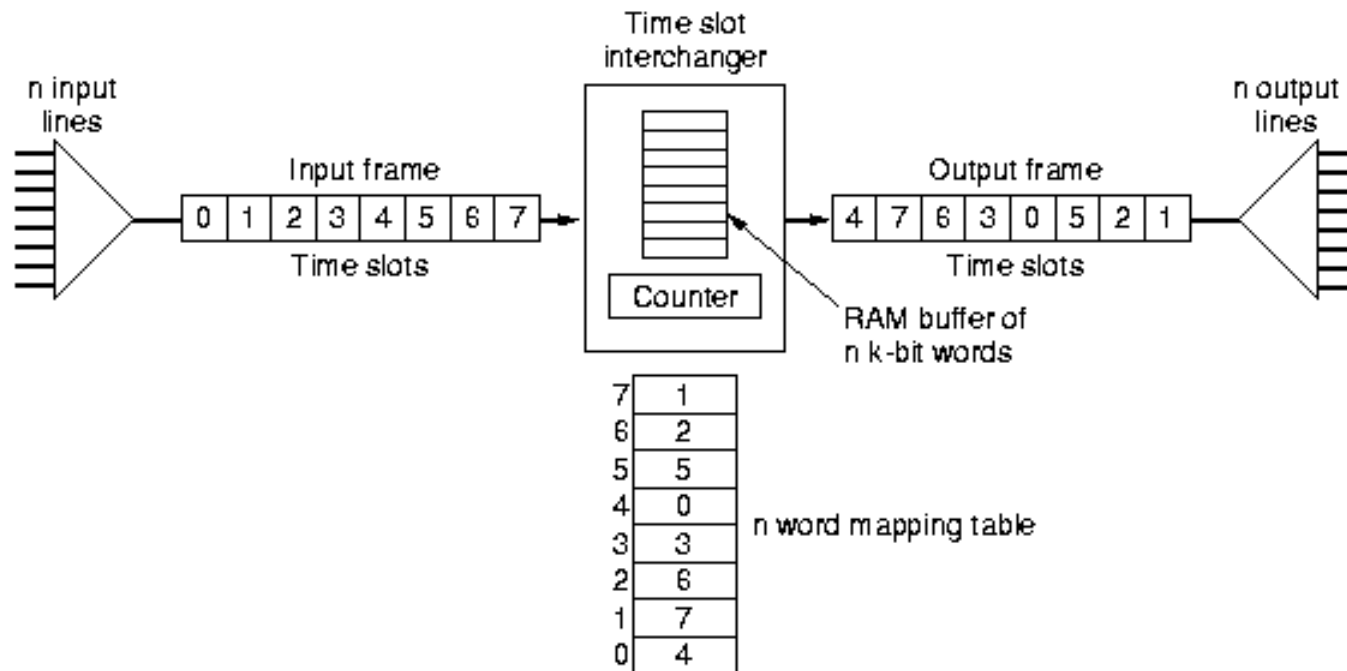 Time slot
interchanger
n input
lines
n output
lines
Input frame
0 1 2 3 4 5 6 7
Time slots
Output frame
4 7 6 3 0 5 2 1
Time slots
Counter
RAM buffer of
n k-bit words
7 1
6 2
5 5
4 0
3 3
2 6
1 7
0 4
n word mapping table